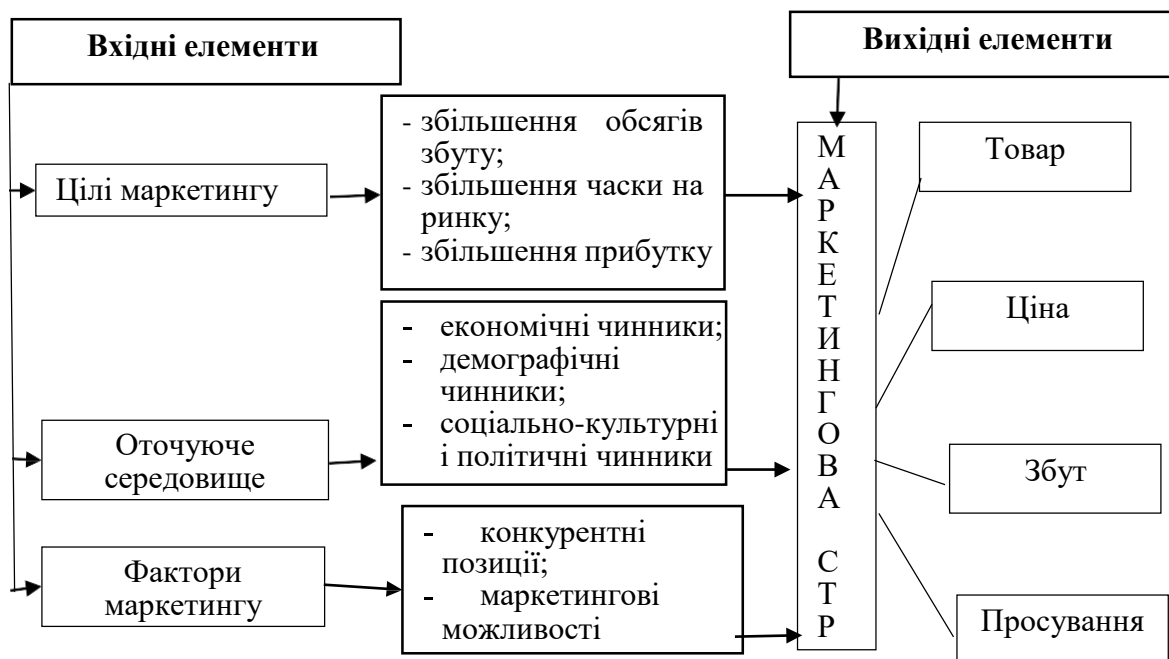 Вхідні елементи
Вихідні елементи
Цілі маркетингу
- збільшення обсягів
збуту;
- збільшення часки на
ринку;
- збільшення прибутку
Оточуюче
середовище
- економічні чинники;
- демографічні
чинники;
- соціально-культурні
і політичні чинники
Фактори
маркетингу
- конкурентні
позиції;
- маркетингові
можливості
М
А
Р
К
Е
Т
И
Н
Г
О
В
А
С
Т
Р
Товар
Ціна
Збут
Просування